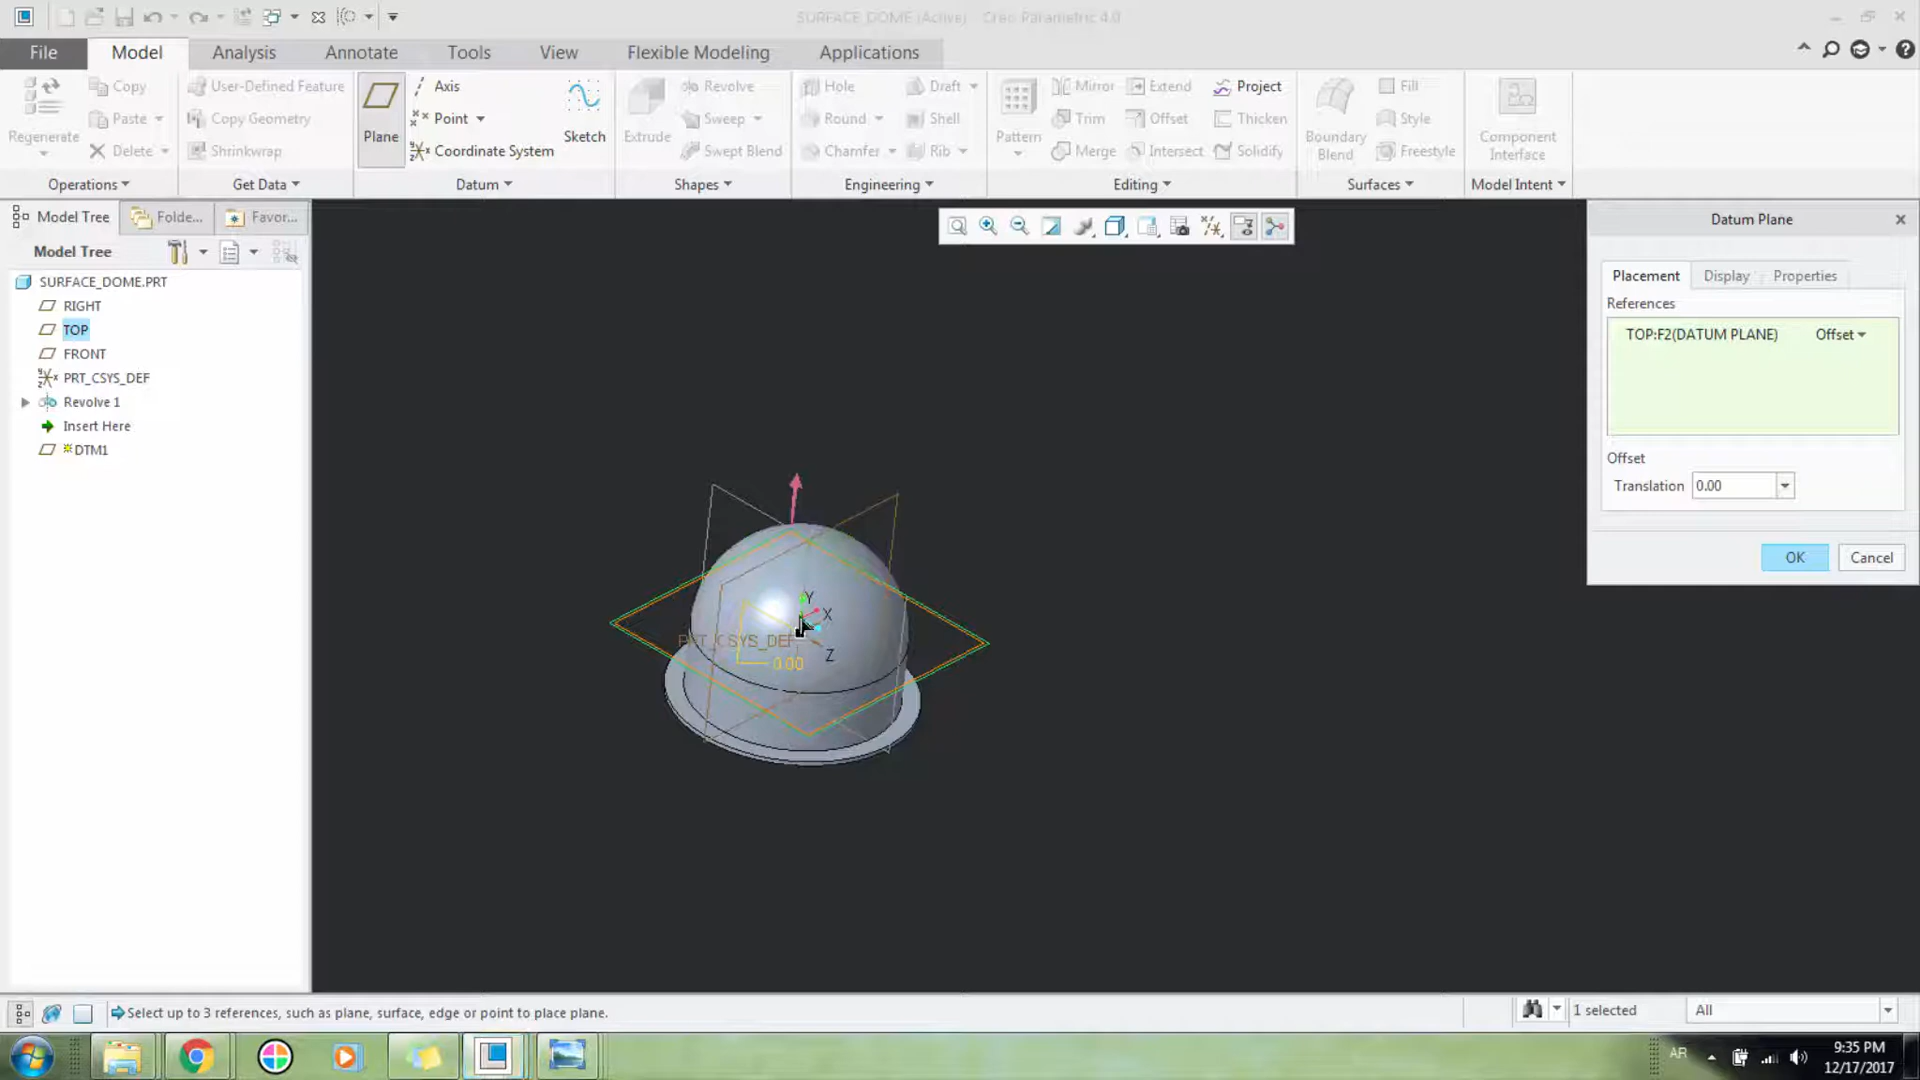 SURFACE_DOME (Active) - Creo Parametric 4.0
File
Model
Analysis
Annotate
Tools
View
Flexible Modeling
Applications
Regenerate
Copy
Paste
Delete
Operations
User-Defined Feature
Copy Geometry
Shrinkwrap
Get Data
Plane
Axis
Point
Coordinate System
Sketch
Datum
Extrude
Revolve
Sweep
Swept Blend
Shapes
Hole
Round
Chamfer
Draft
Shell
Rib
Engineering
Pattern
Mirror
Trim
Merge
Extend
Offset
Intersect
Project
Thicken
Solidify
Editing
Boundary
Blend
Fill
Style
Freestyle
Surfaces
Component
Interface
Model Intent
Model Tree
Folde...
Favor...
Model Tree
SURFACE_DOME.PRT
RIGHT
TOP
FRONT
PRT_CSYS_DEF
Revolve 1
Insert Here
DTM1
Y
X
PRT_CSYS_DEF
Z
0.00
Datum Plane
Placement
Display
Properties
References
TOP:F2(DATUM PLANE)
Offset
Offset
Translation
0.00
OK
Cancel
Select up to 3 references, such as plane, surface, edge or point to place plane.
1 selected
All
AR
9:35 PM
12/17/2017